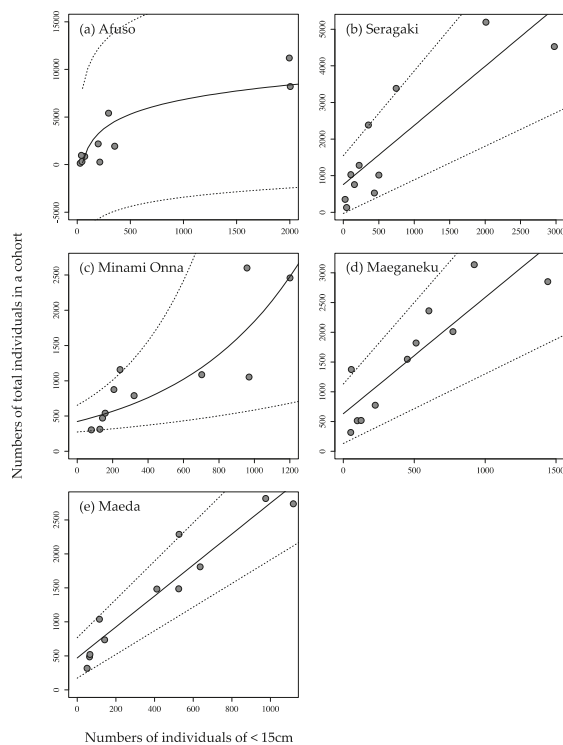 (a) Afuso
-5000 0 5000 10000 15000
0 500 1000 1500 2000
(b) Seragaki
0 1000 2000 3000 4000 5000
0 500 1000 1500 2000 2500 3000
(c) Minami Onna
0 500 1000 1500 2000 2500
0 200 400 600 800 1000 1200
(d) Maeganeku
0 500 1000 1500 2000 2500 3000
0 500 1000 1500
(e) Maeda
0 500 1000 1500 2000 2500
0 200 400 600 800 1000
Numbers of total individuals in a cohort
Numbers of individuals of < 15cm